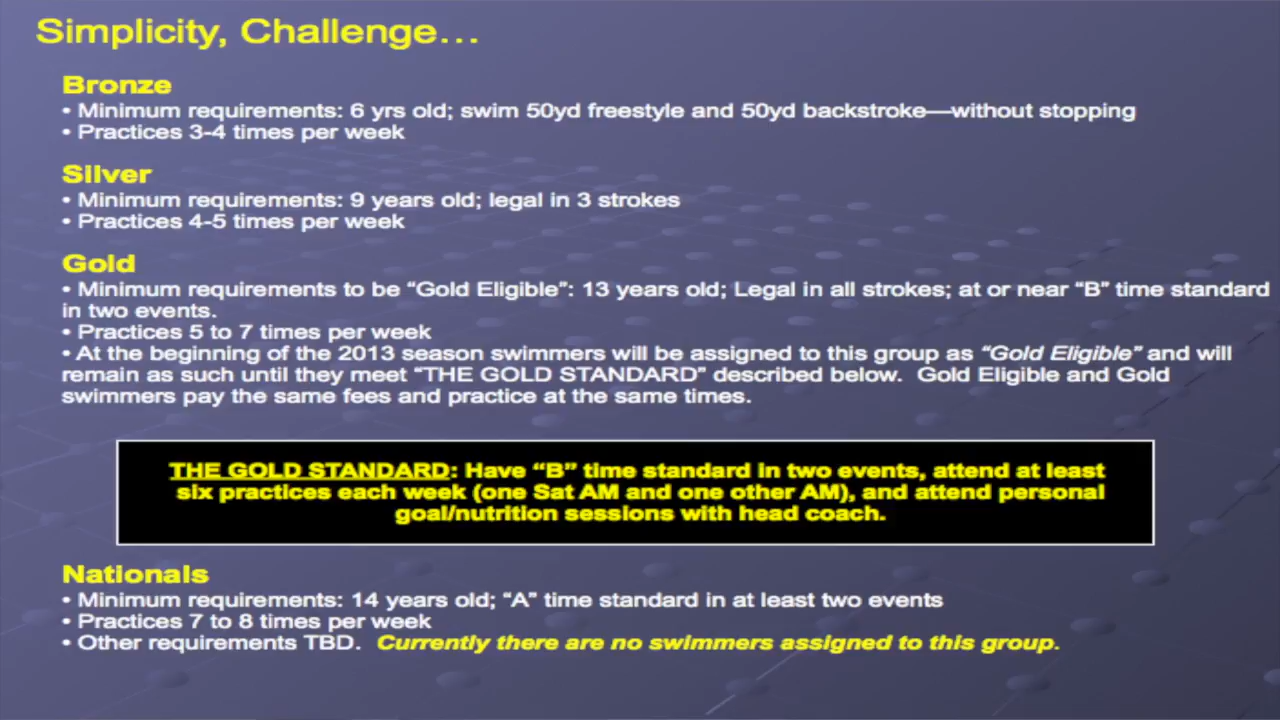 Simplicity, Challenge…
Bronze
• Minimum requirements: 6 yrs old; swim 50yd freestyle and 50yd backstroke—without stopping
• Practices 3-4 times per week
Silver
• Minimum requirements: 9 years old; legal in 3 strokes
• Practices 4-5 times per week
Gold
• Minimum requirements to be “Gold Eligible”: 13 years old; Legal in all strokes; at or near “B” time standard
in two events.
• Practices 5 to 7 times per week
• At the beginning of the 2013 season swimmers will be assigned to this group as “Gold Eligible” and will
remain as such until they meet “THE GOLD STANDARD” described below. Gold Eligible and Gold
swimmers pay the same fees and practice at the same times.
THE GOLD STANDARD: Have “B” time standard in two events, attend at least
six practices each week (one Sat AM and one other AM), and attend personal
goal/nutrition sessions with head coach.
Nationals
• Minimum requirements: 14 years old; “A” time standard in at least two events
• Practices 7 to 8 times per week
• Other requirements TBD. Currently there are no swimmers assigned to this group.